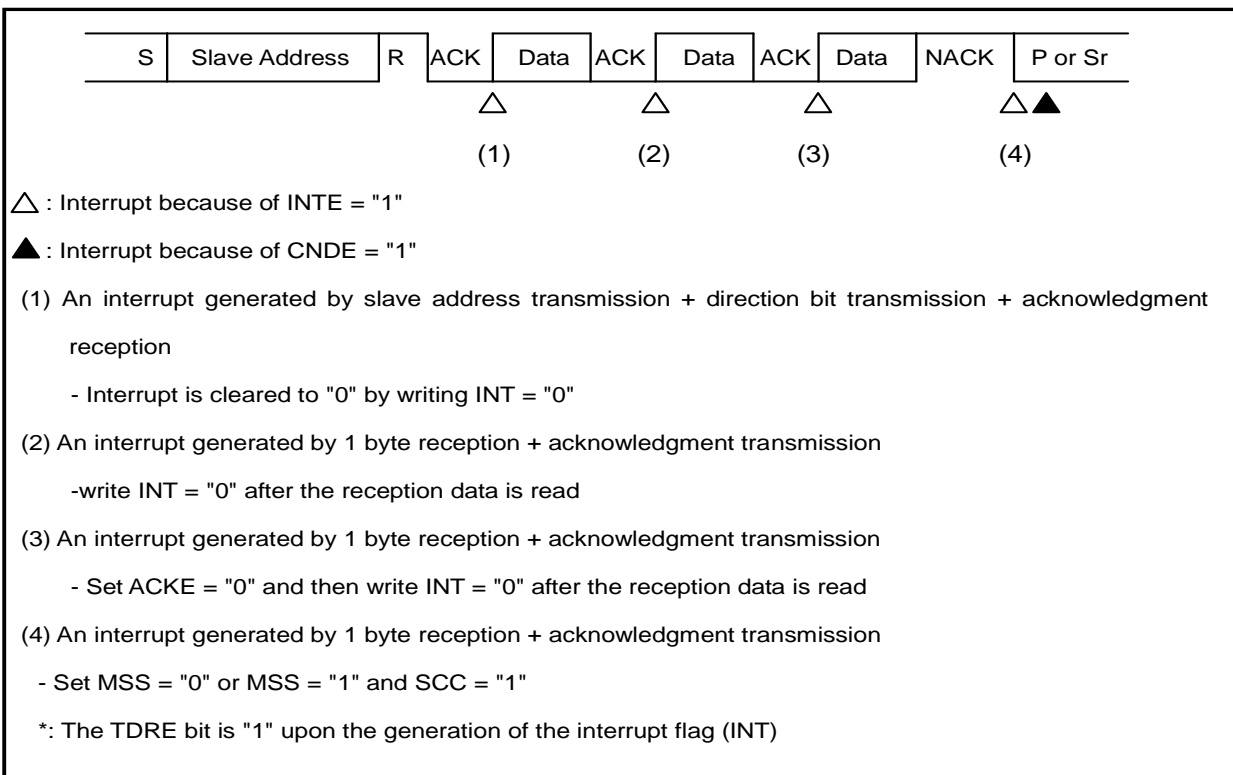 S Slave Address R ACK Data ACK Data ACK Data NACK P or Sr
(1) (2) (3) (4)
△ : Interrupt because of INTE = "1"
▲ : Interrupt because of CNDE = "1"
(1) An interrupt generated by slave address transmission + direction bit transmission + acknowledgment
reception
- Interrupt is cleared to "0" by writing INT = "0"
(2) An interrupt generated by 1 byte reception + acknowledgment transmission
-write INT = "0" after the reception data is read
(3) An interrupt generated by 1 byte reception + acknowledgment transmission
- Set ACKE = "0" and then write INT = "0" after the reception data is read
(4) An interrupt generated by 1 byte reception + acknowledgment transmission
- Set MSS = "0" or MSS = "1" and SCC = "1"
*: The TDRE bit is "1" upon the generation of the interrupt flag (INT)